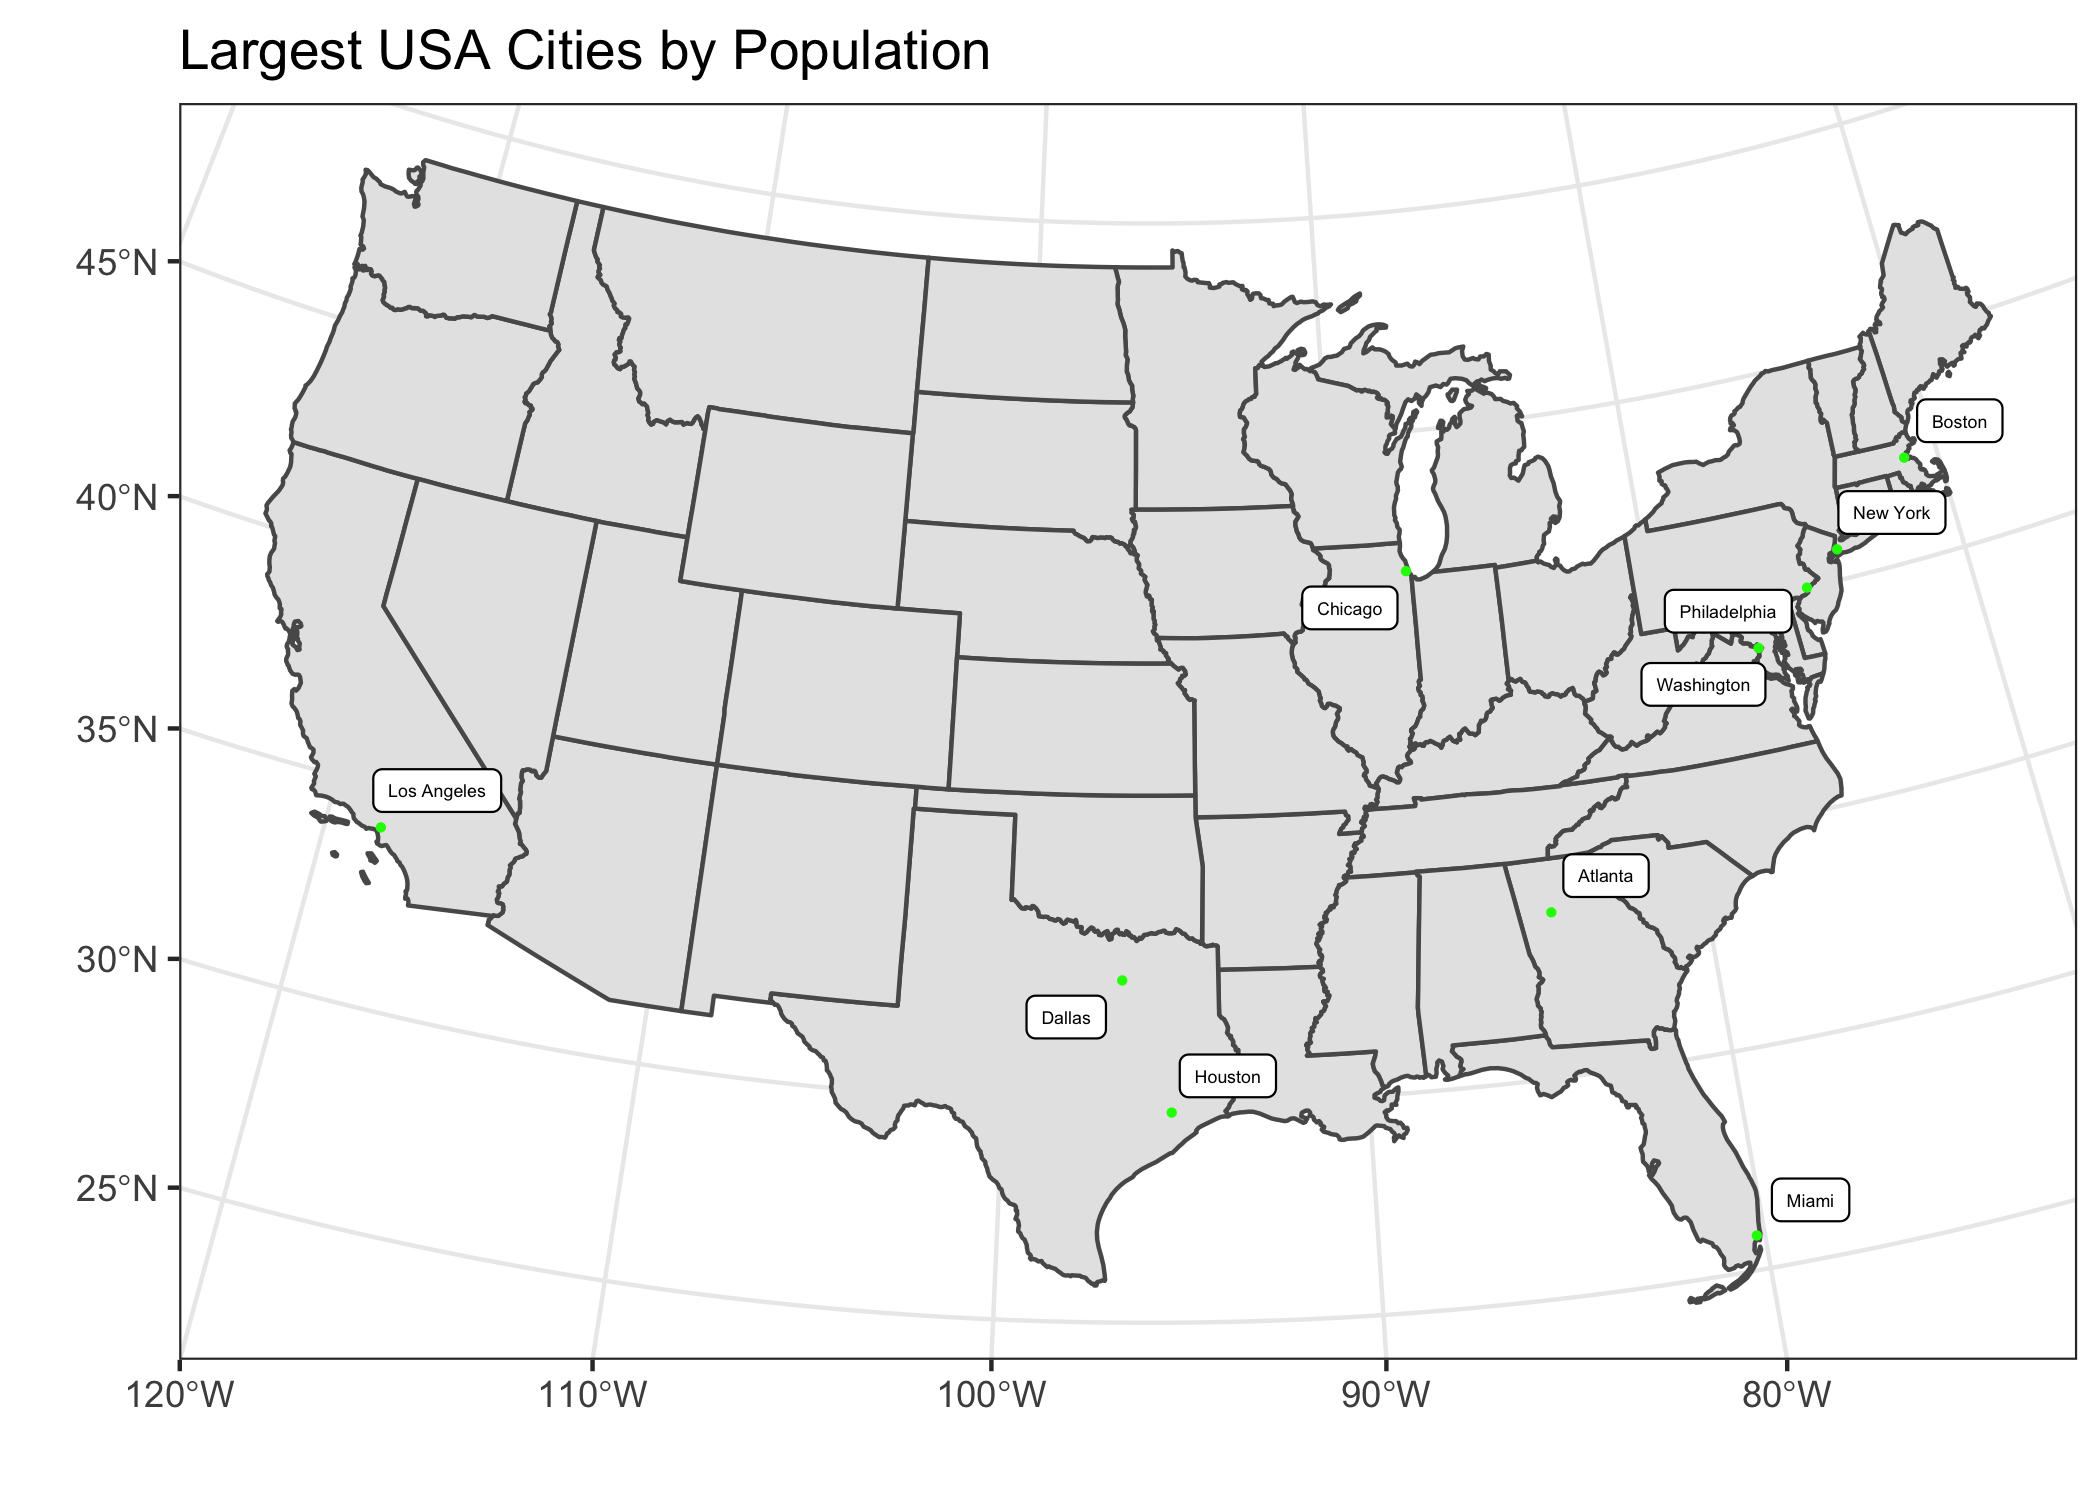 Largest USA Cities by Population
45°N
40°N
35°N
30°N
25°N
Boston
New York
Chicago
Philadelphia
Washington
Los Angeles
Atlanta
Dallas
Houston
Miami
120°W
110°W
100°W
90°W
80°W